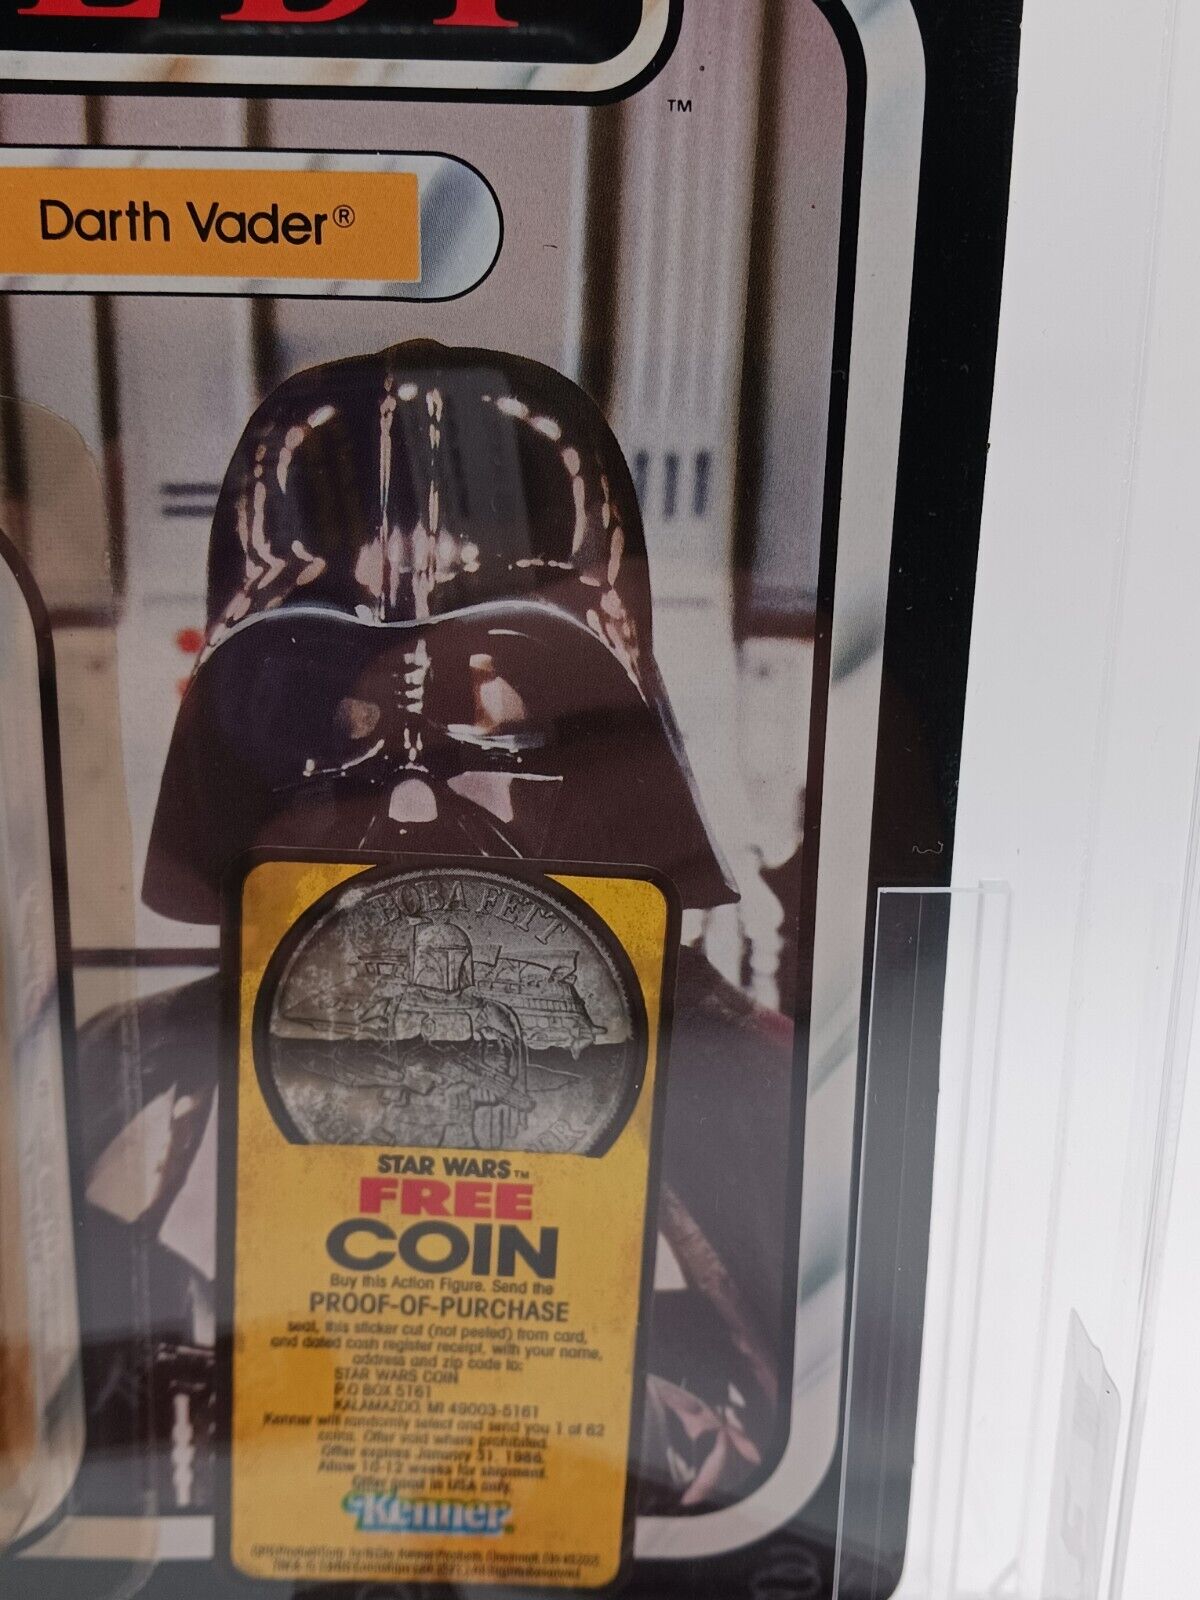 EDI
TM
Darth Vader®
BOBA FETT
STAR WARS TM
FREE
COIN
Buy this Action Figure. Send the
PROOF-OF-PURCHASE
seal, this sticker cut (not peeled) from card,
and dated cash register receipt, with your name,
address and zip code to:
STAR WARS COIN
P.O BOX 5161
KALAMAZOO, MI 49003-5161
Kenner will randomly select and send you 1 of 62
coins. Offer void where prohibited.
Offer expires January 31, 1986.
Allow 10-12 weeks for shipment.
Offer good in USA only.
Kenner